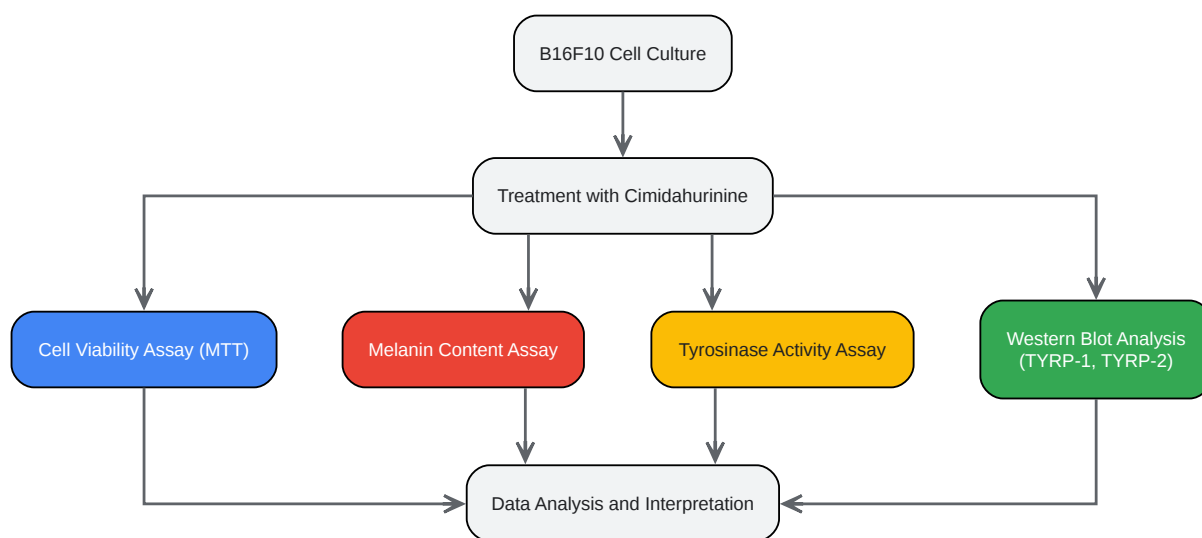 B16F10 Cell Culture
Treatment with Cimidahurinine
Cell Viability Assay (MTT)
Melanin Content Assay
Tyrosinase Activity Assay
Western Blot Analysis
(TYRP-1, TYRP-2)
Data Analysis and Interpretation